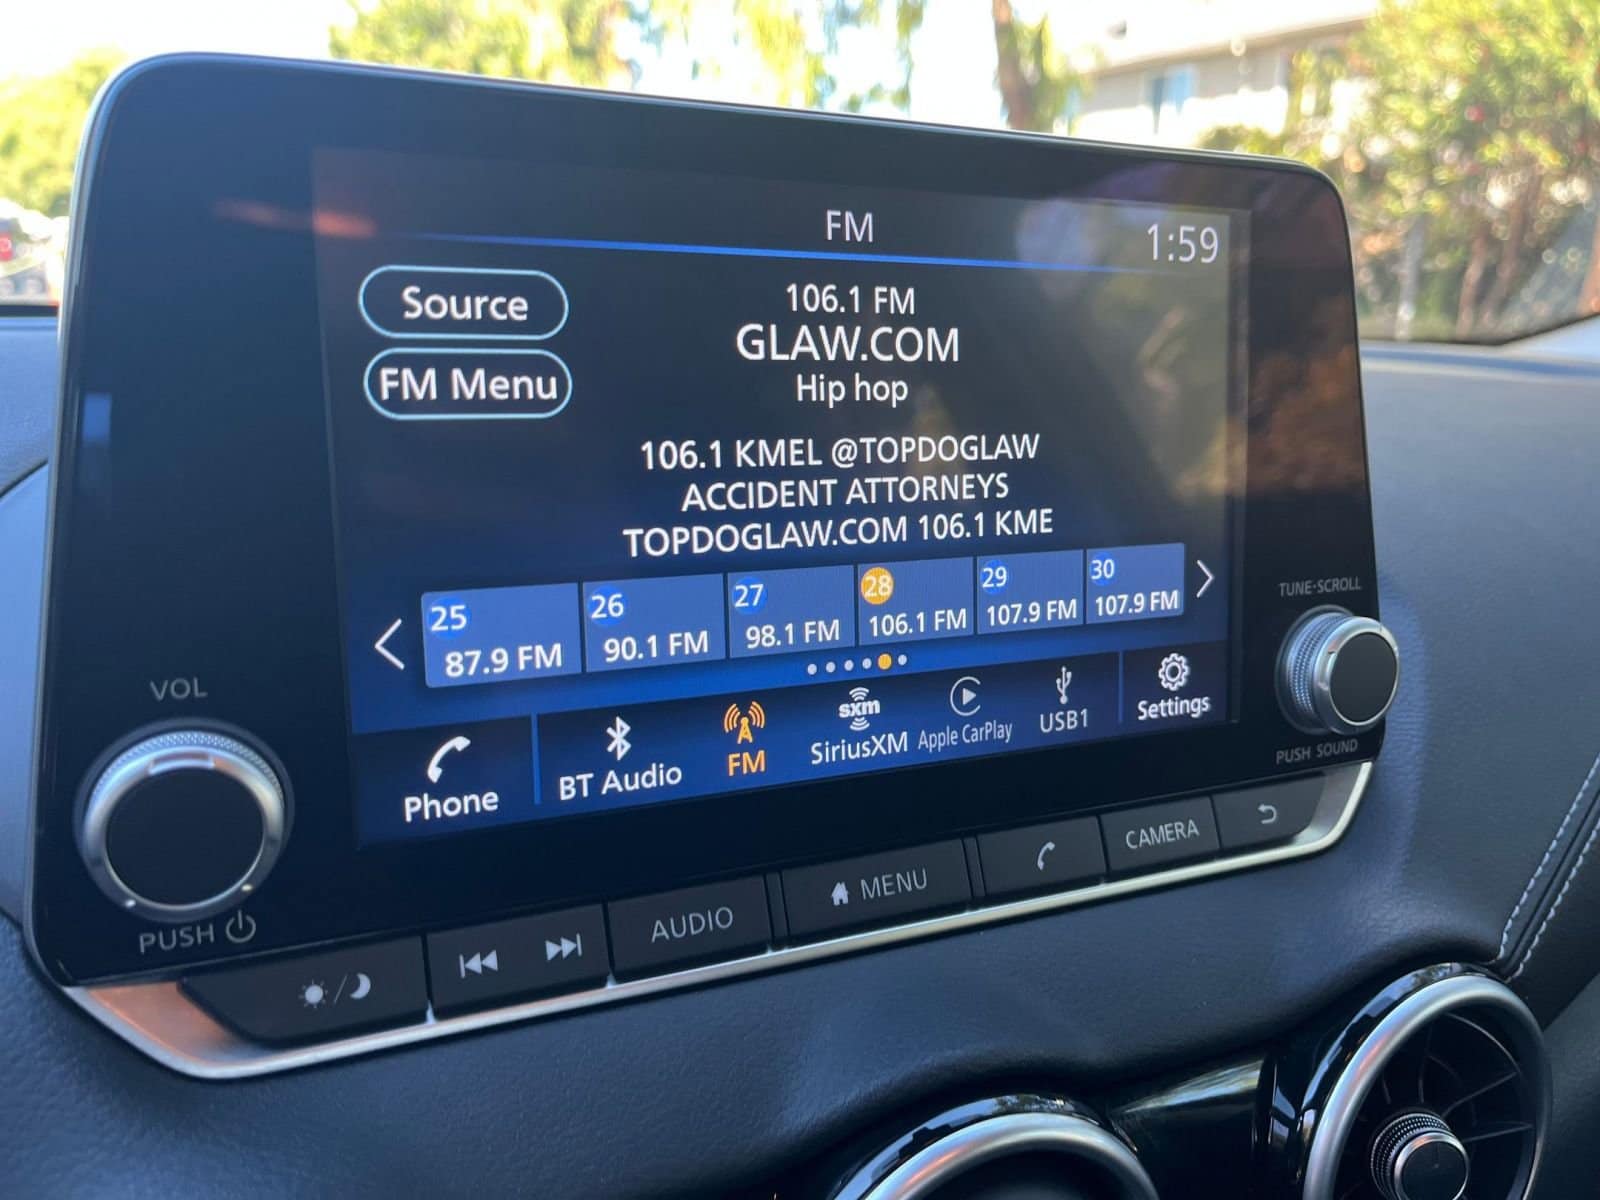 FM
1:59
Source
106.1 FM
GLAW.COM
FM Menu
Hip hop
106.1 KMEL @TOPDOGLAW
ACCIDENT ATTORNEYS
TOPDOGLAW.COM 106.1 KME
25 26 27 28 29 30
87.9 FM 90.1 FM 98.1 FM 106.1 FM 107.9 FM 107.9 FM
Phone
BT Audio
FM
sxm
SiriusXM
Apple CarPlay
USB1
Settings
VOL
PUSH
TUNE·SCROLL
PUSH SOUND
AUDIO
MENU
CAMERA